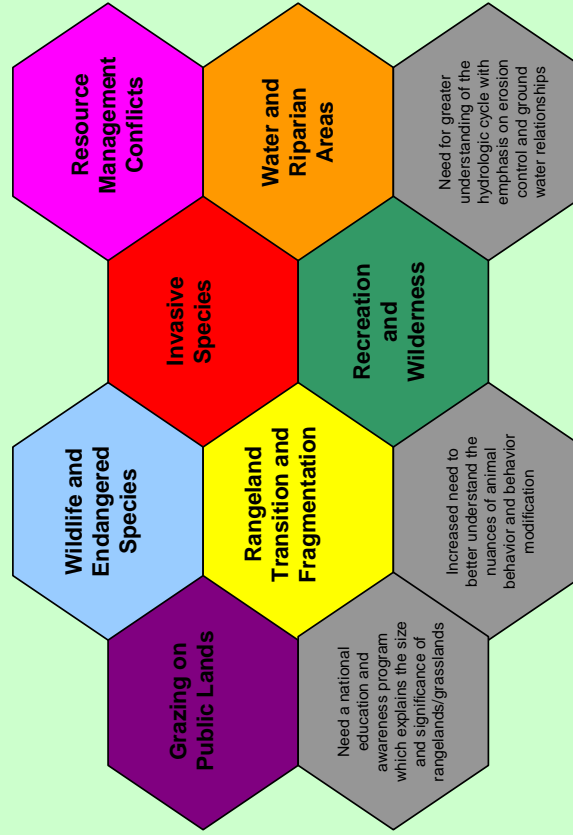 Wildlife and
Endangered
Species
Resource
Management
Conflicts
Grazing on
Public Lands
Invasive
Species
Rangeland
Transition and
Fragmentation
Water and
Riparian
Areas
Need a national
education and
awareness program
which explains the size
and significance of
rangelands/grasslands
Recreation
and
Wilderness
Increased need to
better understand the
nuances of animal
behavior and behavior
modification
Need for greater
understanding of the
hydrologic cycle with
emphasis on erosion
control and ground
water relationships